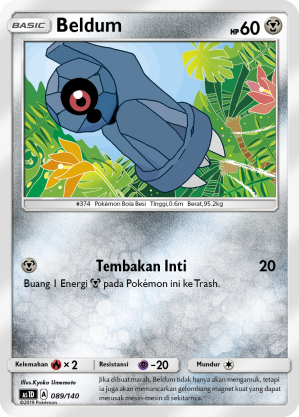 BASIC Beldum HP60
#374 Pokémon Bola Besi Tinggi,0.6m Berat,95.2kg
Tembakan Inti 20
Buang 1 Energi pada Pokémon ini ke Trash.
Kelemahan × 2 Resistansi -20 Mundur
Illus.Kyoko Umemoto
AS1D A 089/140
©2019 Pokémon
Jika dibuat marah, Beldum tidak hanya akan mengamuk, tetapi
ia juga akan memancarkan gelombang magnet kuat yang dapat
merusak mesin-mesin di sekitarnya.